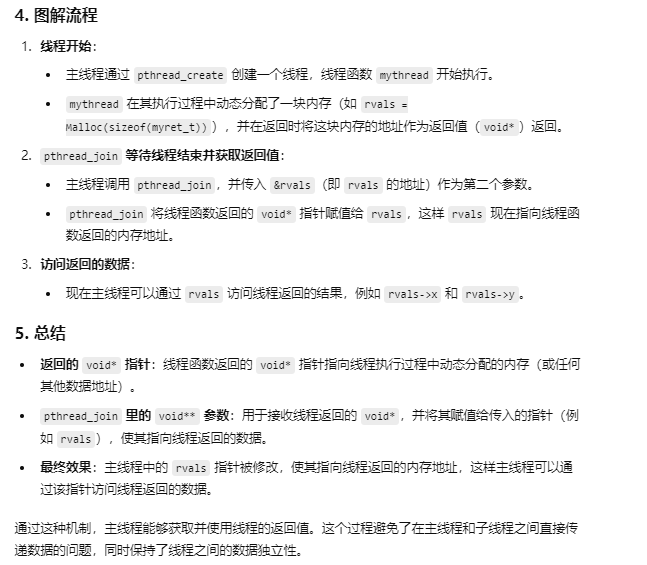 4. 图解流程
1. 线程开始：
• 主线程通过 pthread_create 创建一个线程，线程函数 mythread 开始执行。
• mythread 在其执行过程中动态分配了一块内存（如 rvals =
Malloc(sizeof(myret_t))），并在返回时将这块内存的地址作为返回值（void*）返回。
2. pthread_join 等待线程结束并获取返回值：
• 主线程调用 pthread_join，并传入 &rvals（即 rvals 的地址）作为第二个参数。
• pthread_join 将线程函数返回的 void* 指针赋值给 rvals，这样 rvals 现在指向线程函
数返回的内存地址。
3. 访问返回的数据：
• 现在主线程可以通过 rvals 访问线程返回的结果，例如 rvals->x 和 rvals->y。
5. 总结
• 返回的 void* 指针：线程函数返回的 void* 指针指向线程执行过程中动态分配的内存（或任何
其他数据地址）。
• pthread_join 里的 void** 参数：用于接收线程返回的 void*，并将其赋值给传入的指针（例
如 rvals），使其指向线程返回的数据。
• 最终效果：主线程中的 rvals 指针被修改，使其指向线程返回的内存地址，这样主线程可以通
过该指针访问线程返回的数据。
通过这种机制，主线程能够获取并使用线程的返回值。这个过程避免了在主线程和子线程之间直接传
递数据的问题，同时保持了线程之间的数据独立性。